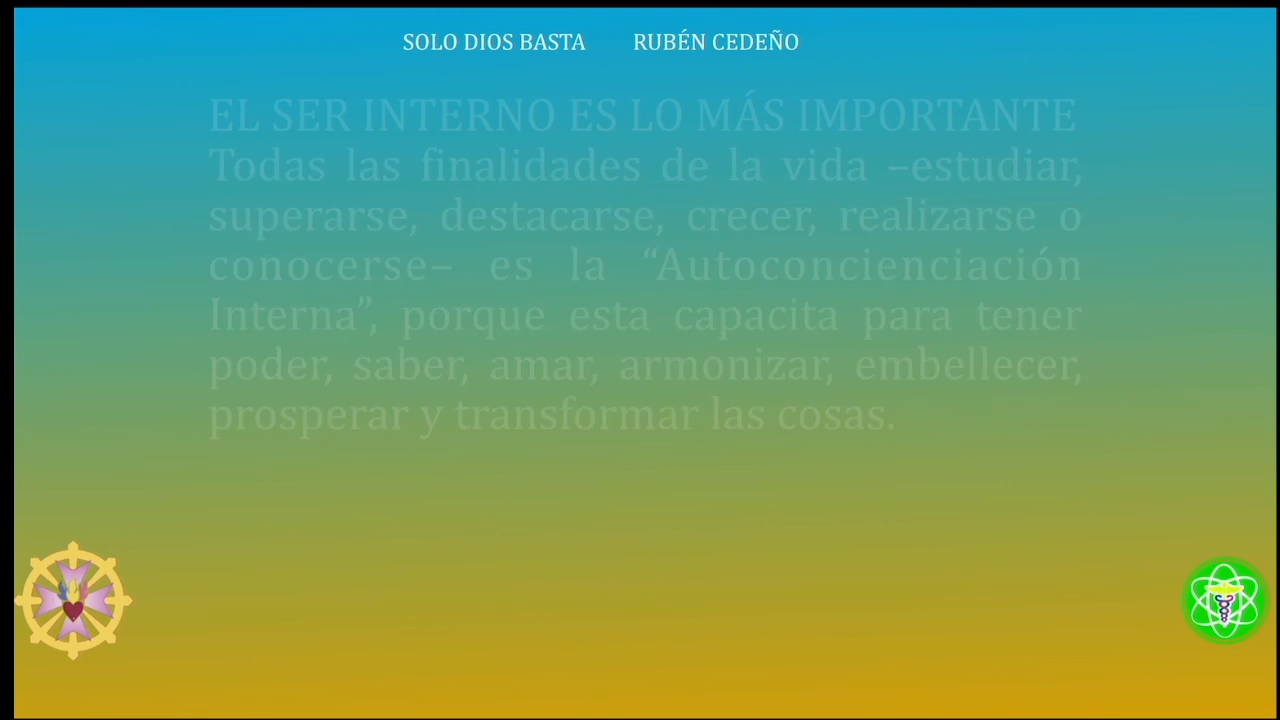 SOLO DIOS BASTA RUBÉN CEDEÑO
EL SER INTERNO ES LO MÁS IMPORTANTE
Todas las finalidades de la vida –estudiar,
superarse, destacarse, crecer, realizarse o
conocerse– es la “Autoconcienciación
Interna”, porque esta capacita para tener
poder, saber, amar, armonizar, embellecer,
prosperar y transformar las cosas.